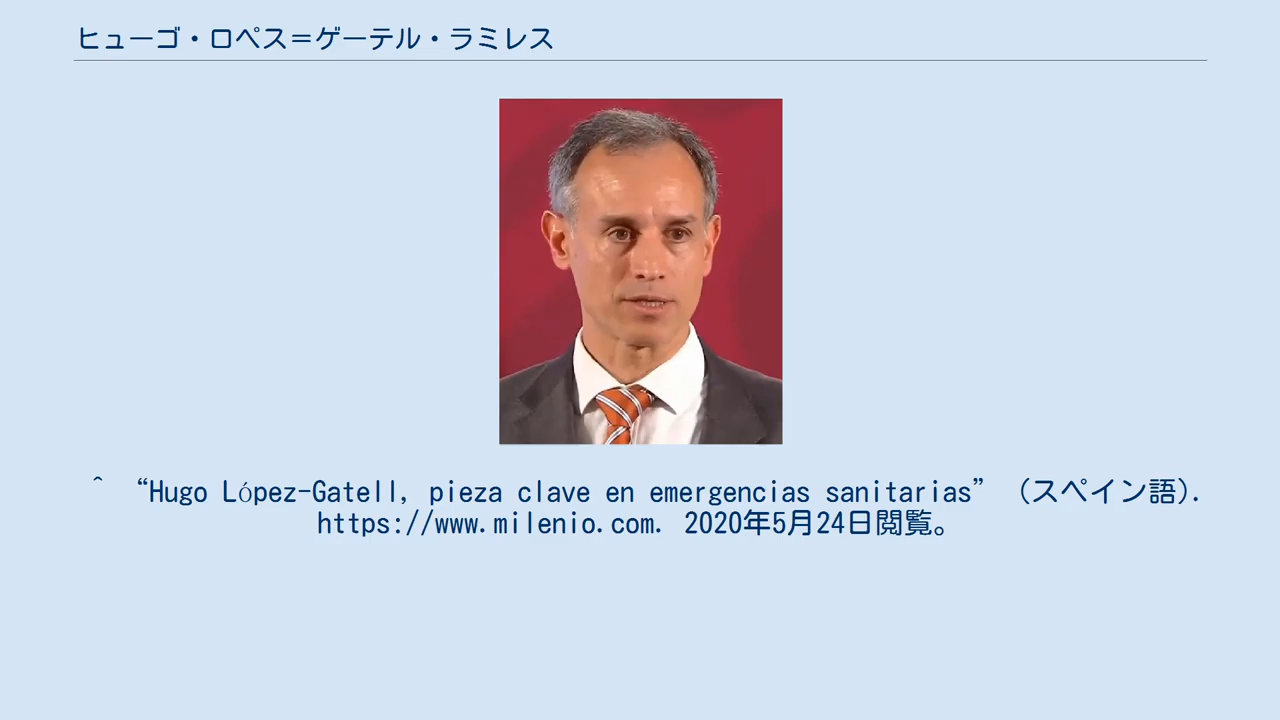 ヒューゴ・ロペス＝ゲーテル・ラミレス
^ “Hugo López-Gatell, pieza clave en emergencias sanitarias” (スペイン語).
https://www.milenio.com. 2020年5月24日閲覧。